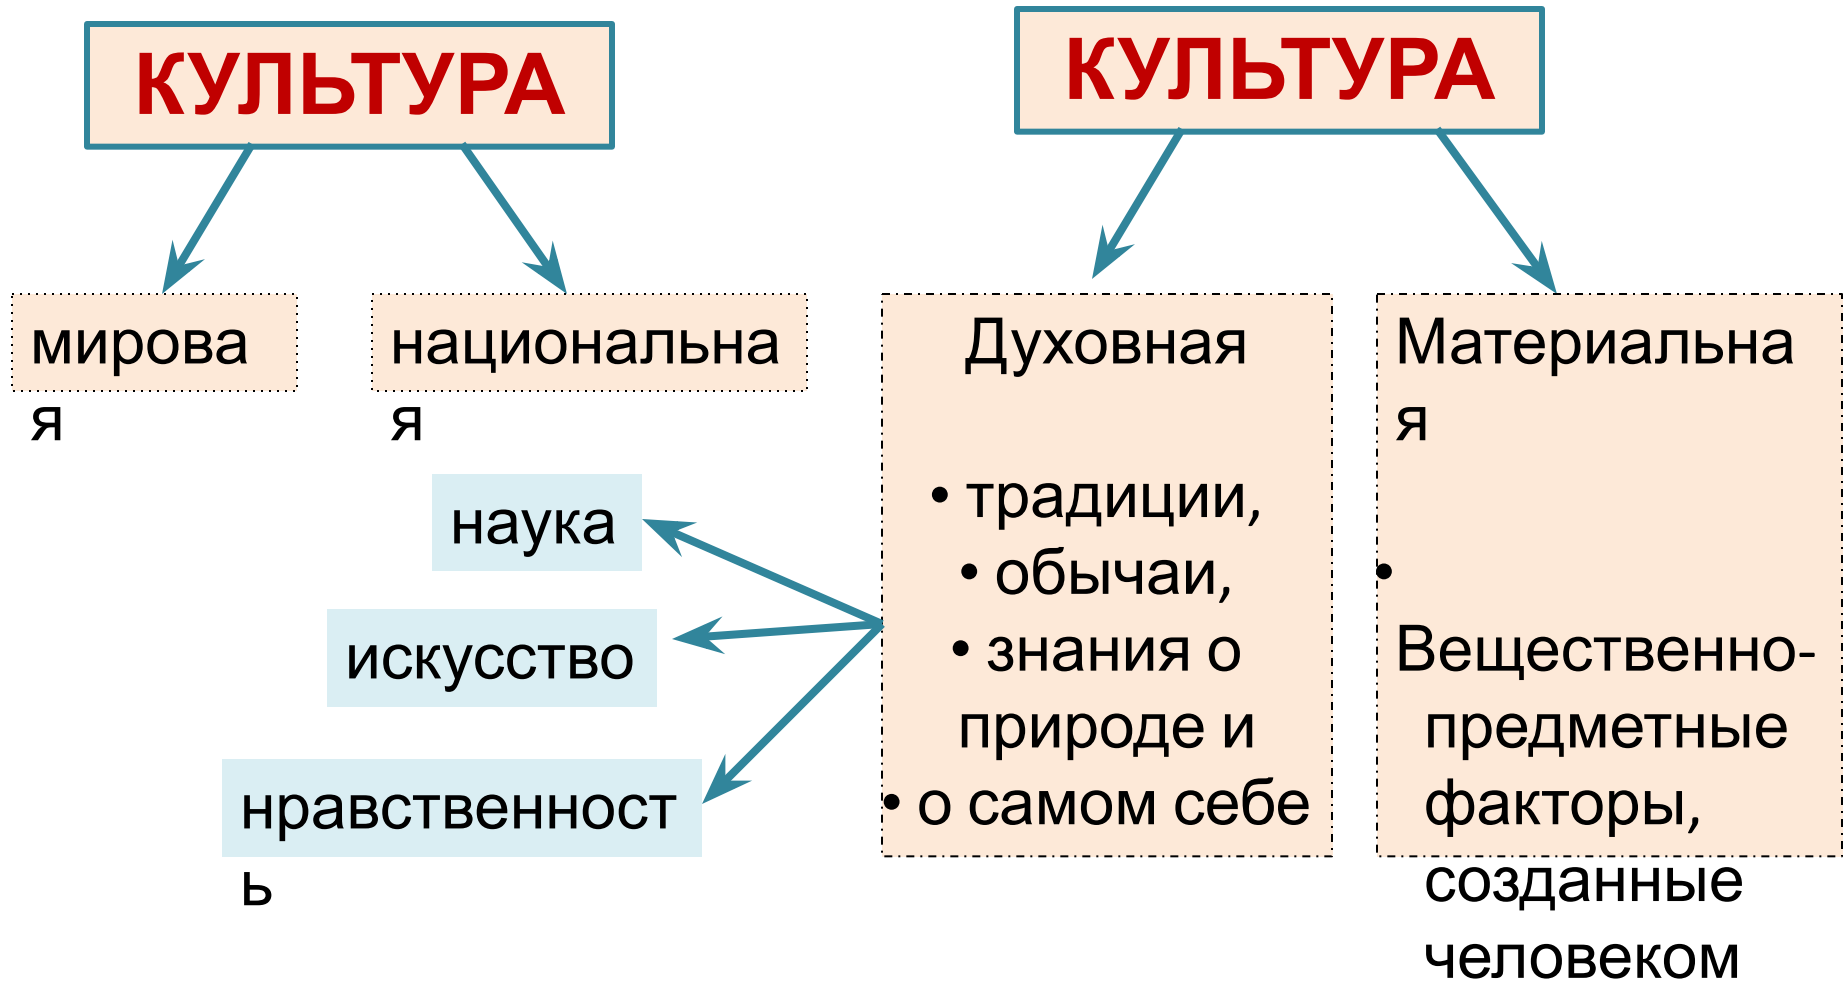 КУЛЬТУРА
мирова
я
национальна
я
КУЛЬТУРА
Духовная
• традиции,
• обычаи,
• знания о
природе и
• о самом себе
Материальна
я
•
Вещественно-
предметные
факторы,
созданные
человеком
наука
искусство
нравственност
ь